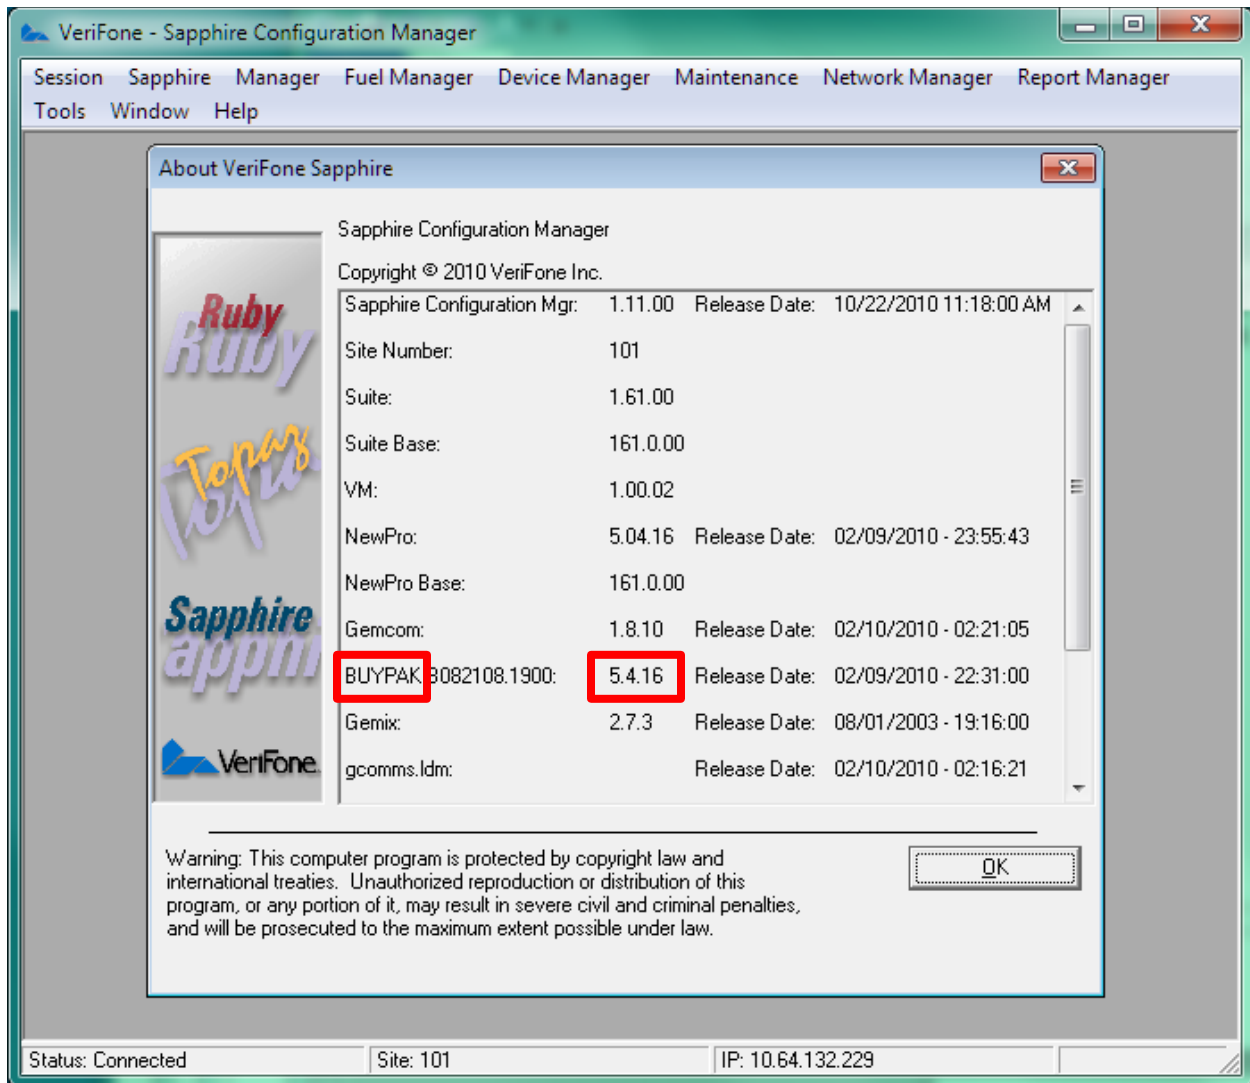 VeriFone - Sapphire Configuration Manager
Session Sapphire Manager Fuel Manager Device Manager Maintenance Network Manager Report Manager
Tools Window Help
About VeriFone Sapphire
Ruby
Ruby
Topaz
Topaz
Sapphire
VeriFone.
Sapphire Configuration Manager
Copyright © 2010 VeriFone Inc.
Sapphire Configuration Mgr: 1.11.00 Release Date: 10/22/2010 11:18:00 AM
Site Number: 101
Suite: 1.61.00
Suite Base: 161.0.00
VM: 1.00.02
NewPro: 5.04.16 Release Date: 02/09/2010 - 23:55:43
NewPro Base: 161.0.00
Gemcom: 1.8.10 Release Date: 02/10/2010 - 02:21:05
BUYPAK 5.4.16 Release Date: 02/09/2010 - 22:31:00
Gemix: 2.7.3 Release Date: 08/01/2003 - 19:16:00
gcomms.ldm: Release Date: 02/10/2010 - 02:16:21
Warning: This computer program is protected by copyright law and
international treaties. Unauthorized reproduction or distribution of this
program, or any portion of it, may result in severe civil and criminal penalties,
and will be prosecuted to the maximum extent possible under law.
OK
Status: Connected
Site: 101
IP: 10.64.132.229